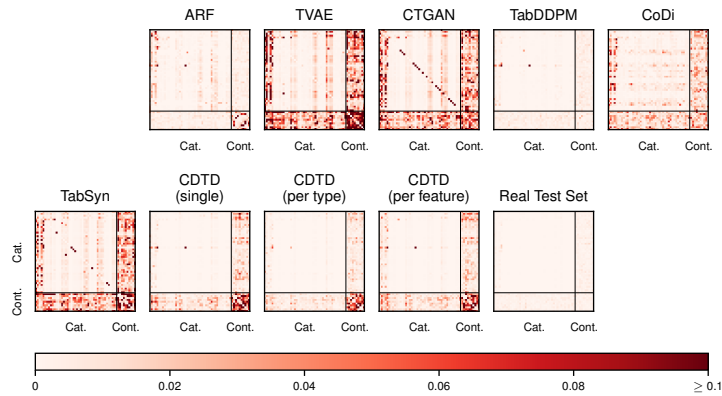 ARF TVAE CTGAN TabDDPM CoDi
Cat. Cont. Cat. Cont. Cat. Cont. Cat. Cont. Cat. Cont.
TabSyn CDTD (single) CDTD (per type) CDTD (per feature) Real Test Set
Cat.
Cont.
Cat. Cont. Cat. Cont. Cat. Cont. Cat. Cont. Cat. Cont.
0 0.02 0.04 0.06 0.08 ≥ 0.1